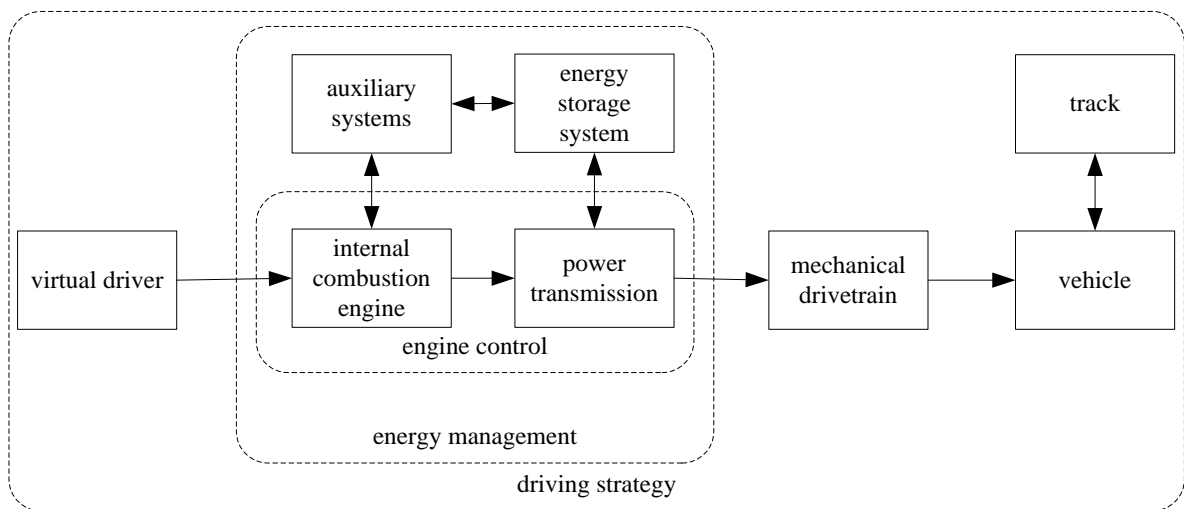 auxiliary
systems
energy
storage
system
track
virtual driver
internal
combustion
engine
power
transmission
mechanical
drivetrain
vehicle
engine control
energy management
driving strategy